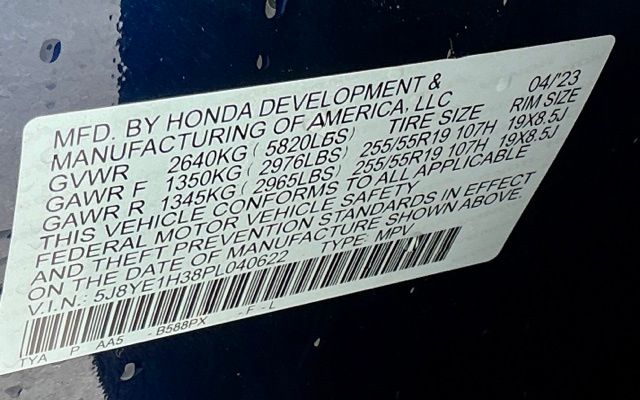 MFD. BY HONDA DEVELOPMENT & 04/'23
MANUFACTURING OF AMERICA, LLC
GVWR 2640KG (5820LBS) TIRE SIZE RIM SIZE
GAWR F 1350KG (2976LBS) 255/55R19 107H 19X8.5J
GAWR R 1345KG (2965LBS) 255/55R19 107H 19X8.5J
THIS VEHICLE CONFORMS TO ALL APPLICABLE
FEDERAL MOTOR VEHICLE SAFETY
AND THEFT PREVENTION STANDARDS IN EFFECT
ON THE DATE OF MANUFACTURE SHOWN ABOVE.
V.I.N.: 5J8YE1H38PL040622 TYPE: MPV
TYA P AA5 -B588PX -F-L